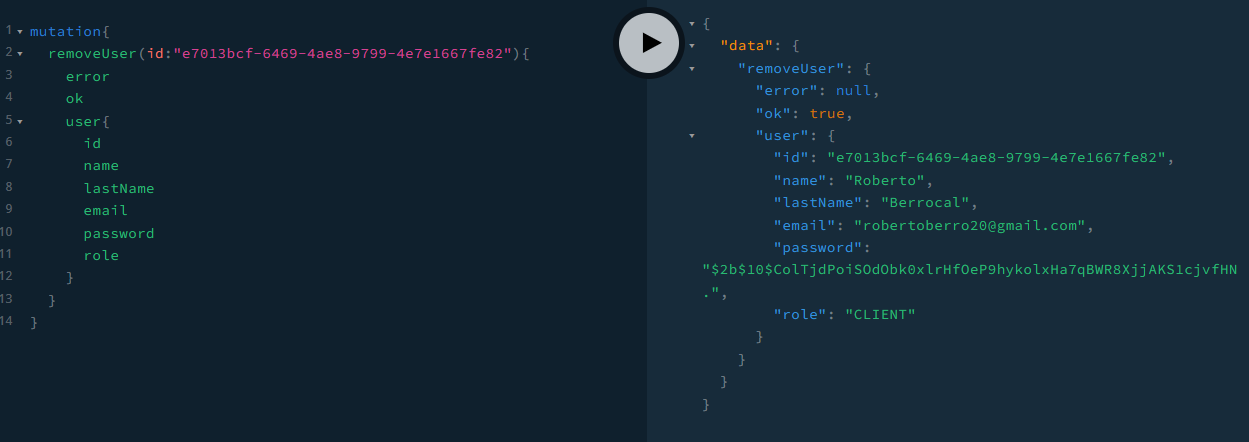 1 mutation{
2 removeUser(id:"e7013bcf-6469-4ae8-9799-4e7e1667fe82"){
3 error
4 ok
5 user{
6 id
7 name
8 lastName
9 email
10 password
11 role
12 }
13 }
14 }
{
"data": {
"removeUser": {
"error": null,
"ok": true,
"user": {
"id": "e7013bcf-6469-4ae8-9799-4e7e1667fe82",
"name": "Roberto",
"lastName": "Berrocal",
"email": "robertoberro20@gmail.com",
"password":
"$2b$10$ColTjdPoiSOdObk0xlrHfOeP9hykolxHa7qBWR8XjjAKS1cjvfHN
.",
"role": "CLIENT"
}
}
}
}